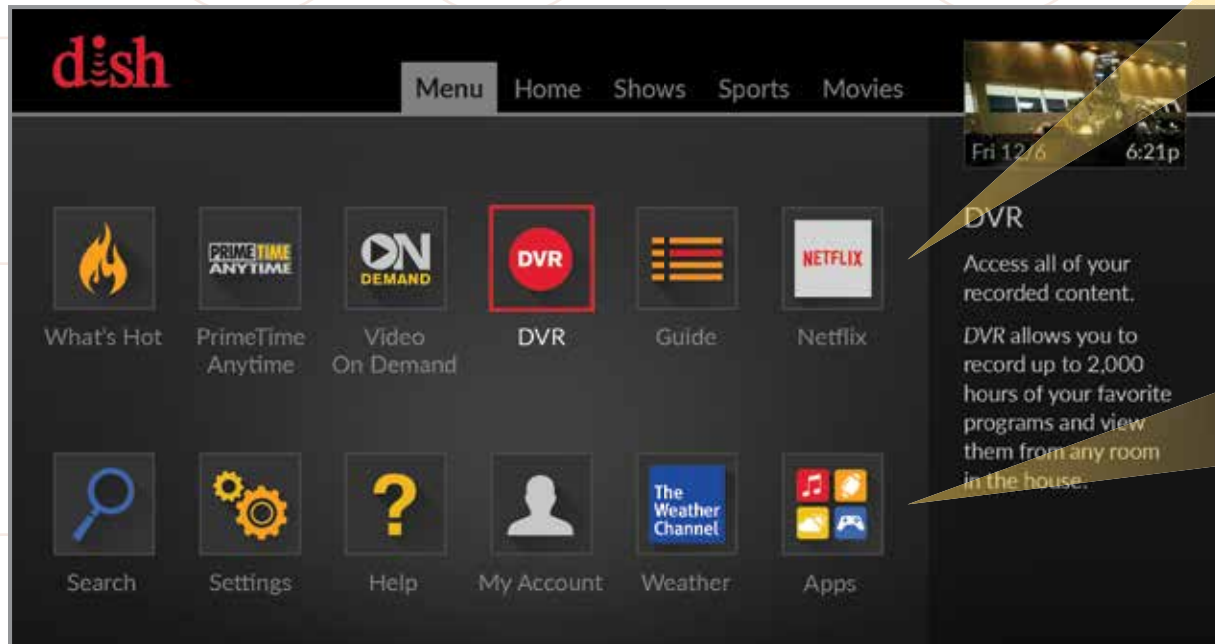 dish
Menu Home Shows Sports Movies
Fri 12/6 6:21p
PRIMETIME
ANYTIME
ON
DEMAND
DVR
NETFLIX
What's Hot
PrimeTime
Anytime
Video
On Demand
DVR
Guide
Netflix
The
Weather
Channel
Search
Settings
Help
My Account
Weather
Apps
DVR
Access all of your
recorded content.
DVR allows you to
record up to 2,000
hours of your favorite
programs and view
them from any room
in the house.